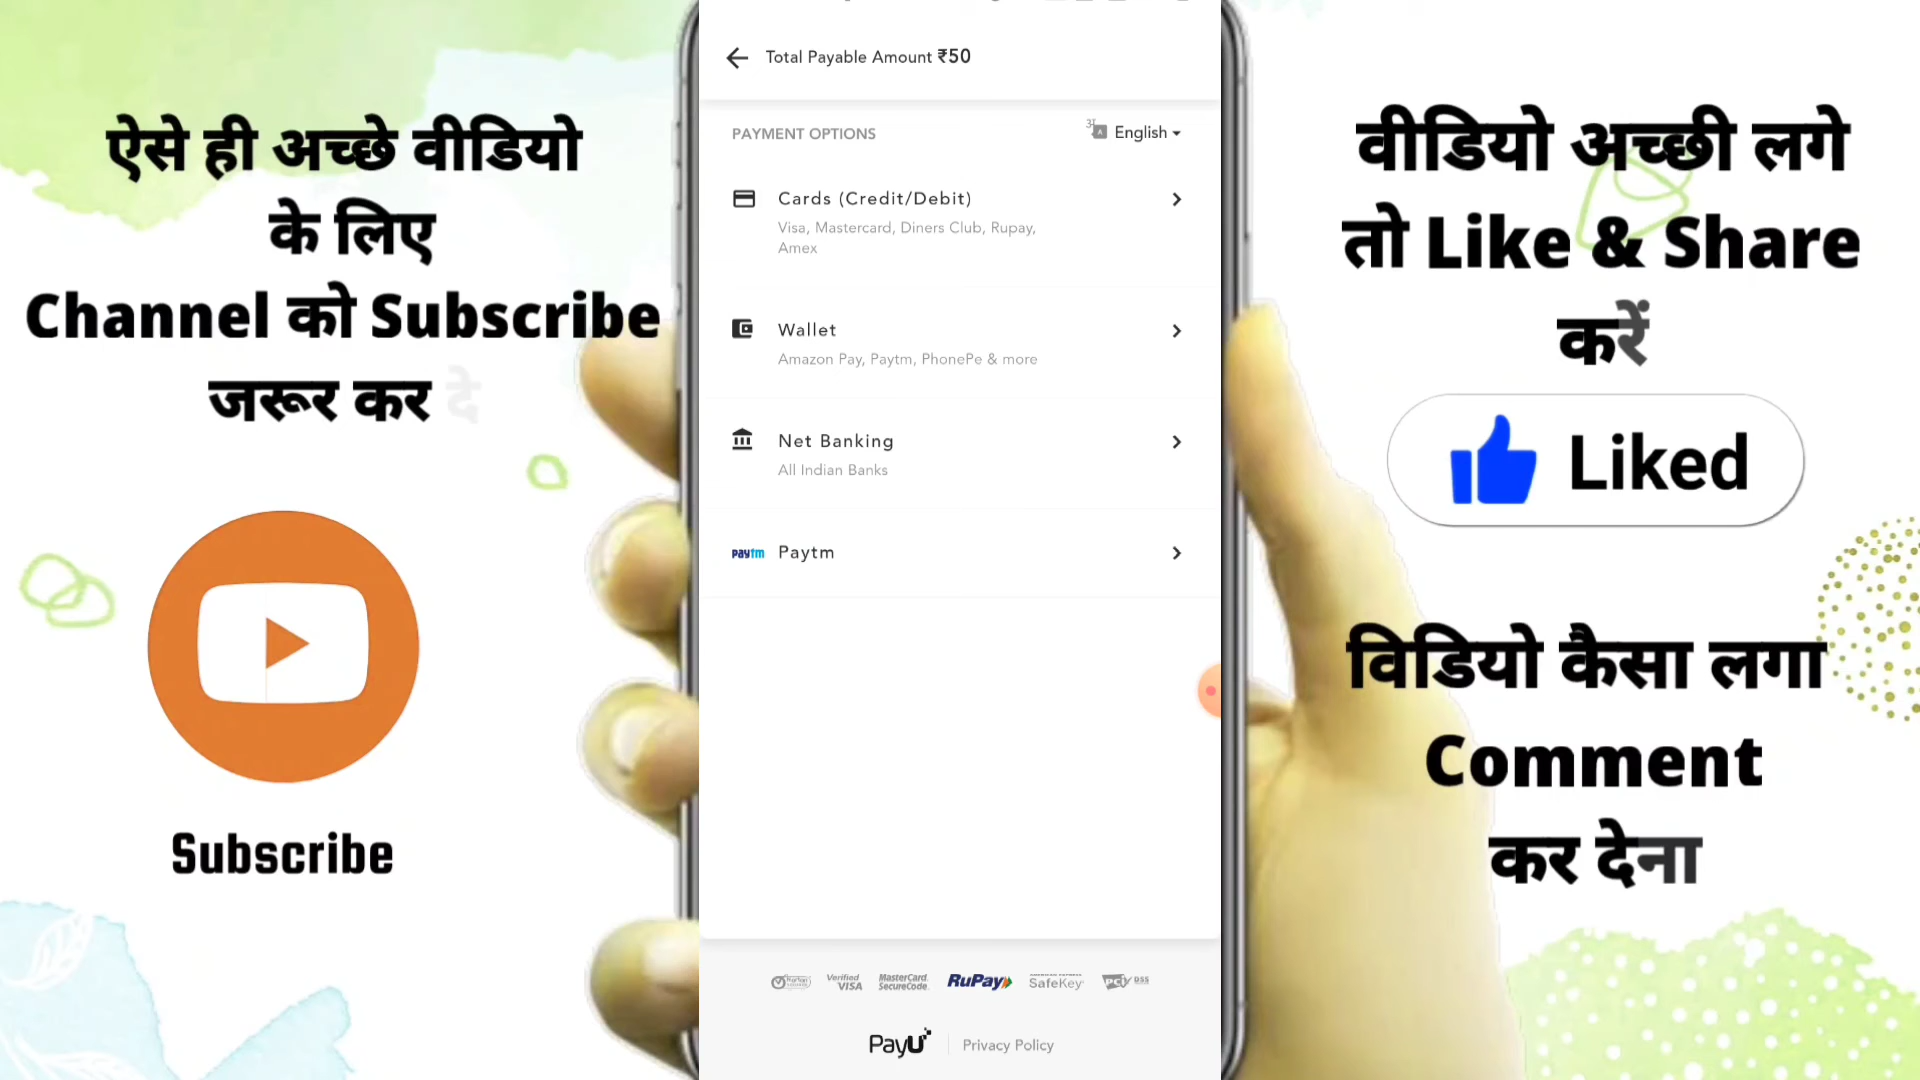 ऐसे ही अच्छे वीडियो
के लिए
Channel को Subscribe
जरूर कर दे
Subscribe
Total Payable Amount ₹50
PAYMENT OPTIONS
English
Cards (Credit/Debit)
Visa, Mastercard, Diners Club, Rupay,
Amex
Wallet
Amazon Pay, Paytm, PhonePe & more
Net Banking
All Indian Banks
paytm Paytm
Verified VISA
MasterCard. SecureCode.
RuPay
SafeKey
PCI DSS
PayU
Privacy Policy
वीडियो अच्छी लगे
तो Like & Share
करें
Liked
विडियो कैसा लगा
Comment
कर देना